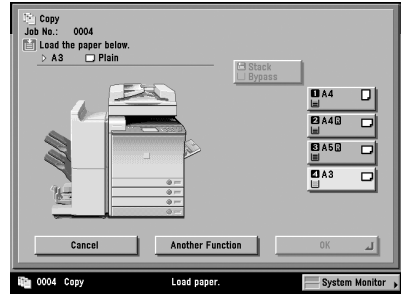 Copy
Job No.: 0004
Load the paper below.
A3 Plain
Stack
Bypass
1 A4
2 A4R
3 A5R
4 A3
Cancel
Another Function
OK
0004 Copy
Load paper.
System Monitor